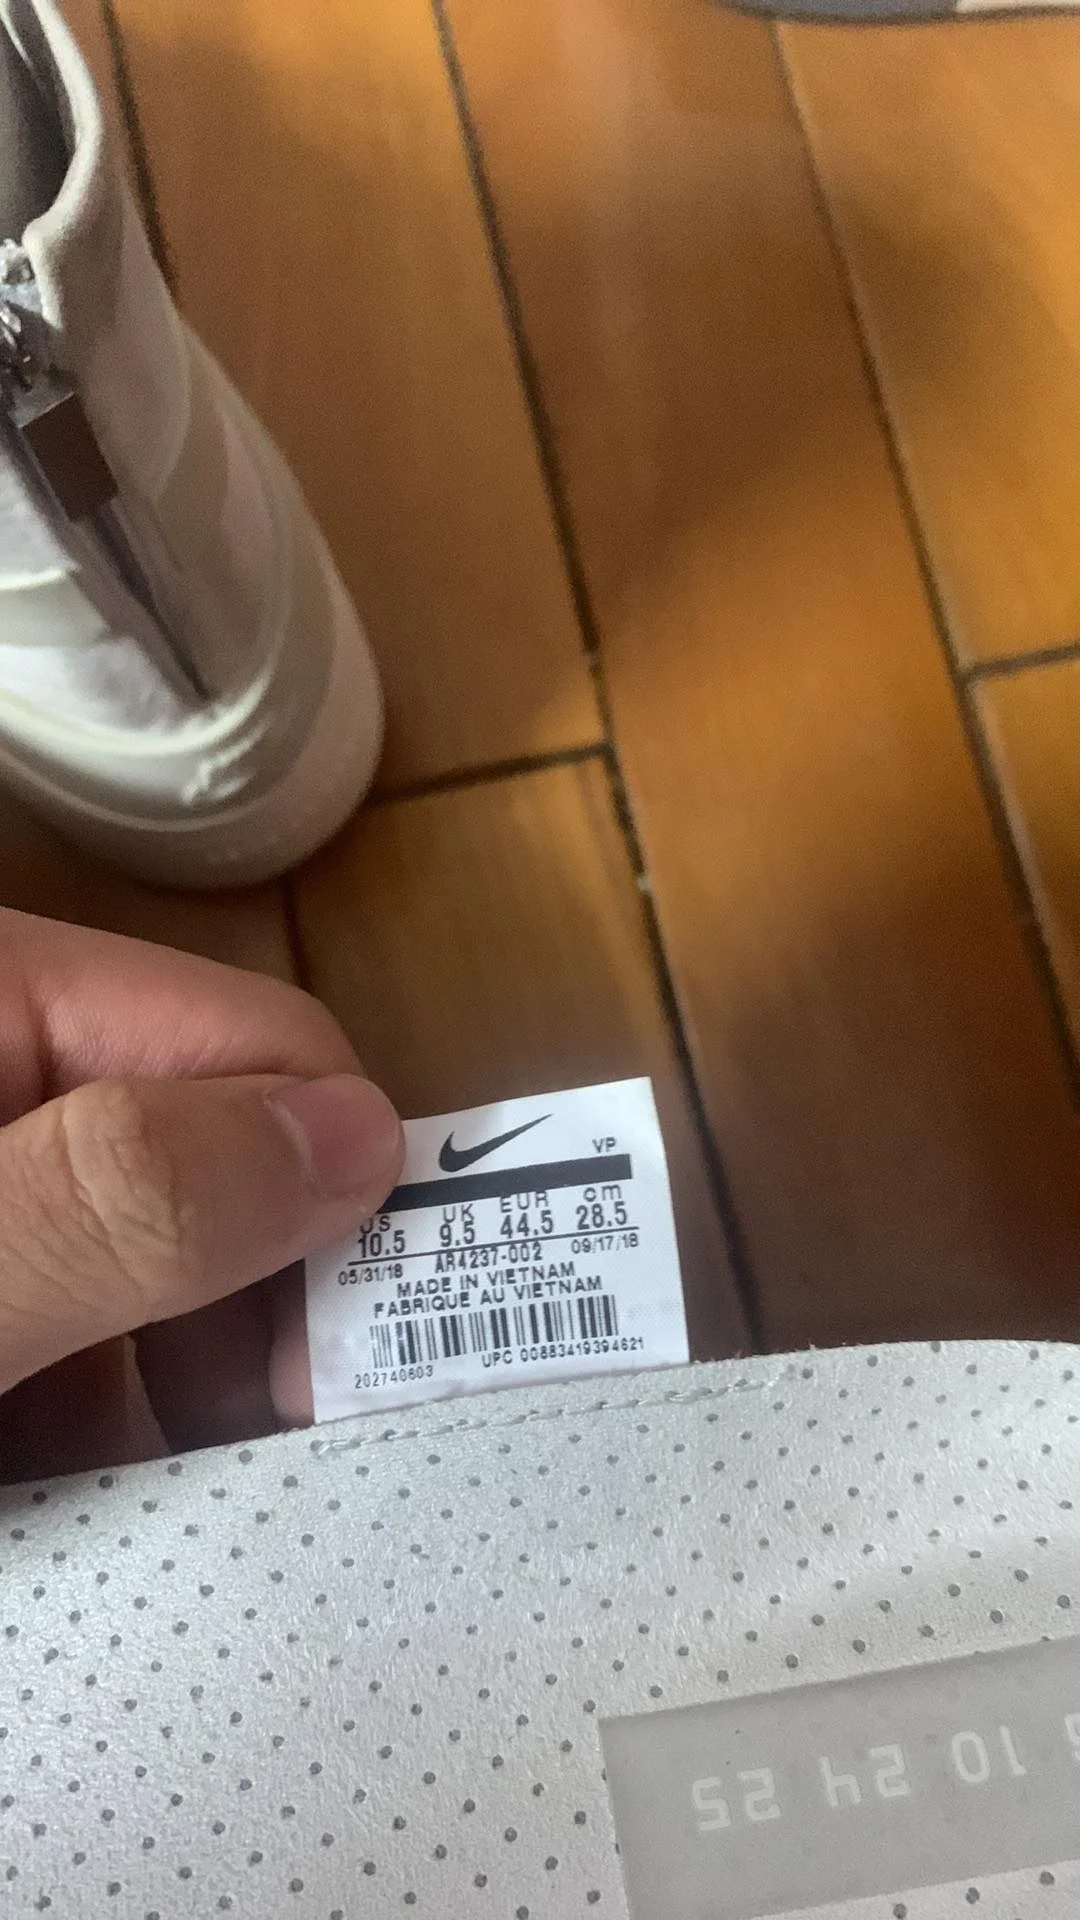 VP
US UK EUR cm
10.5 9.5 44.5 28.5
05/31/18 AR4237-002 09/17/18
MADE IN VIETNAM
FABRIQUE AU VIETNAM
202740603 UPC 00883419394621
10 24 25